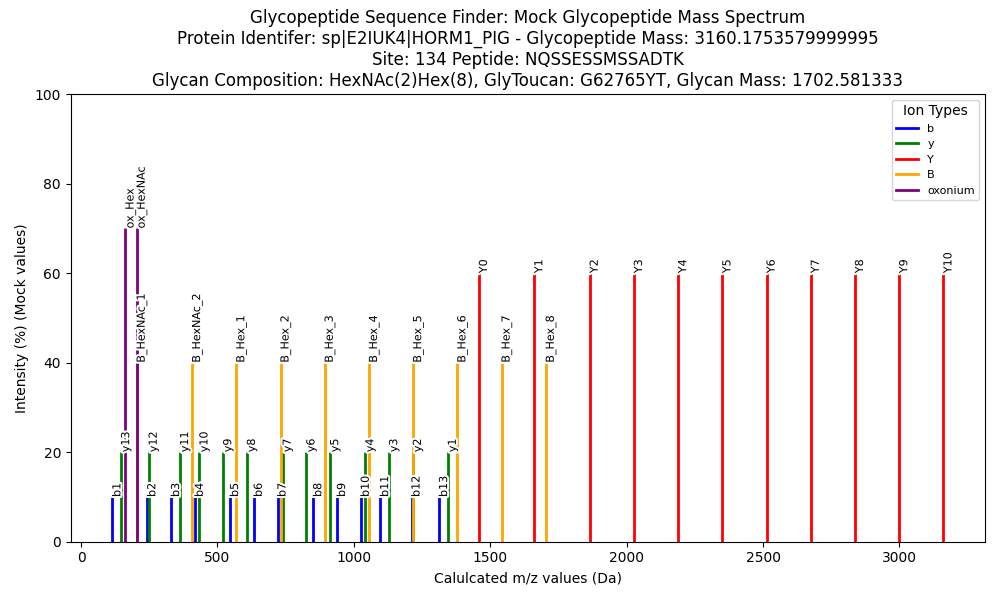 Glycopeptide Sequence Finder: Mock Glycopeptide Mass Spectrum
Protein Identifer: sp|E2IUK4|HORM1_PIG - Glycopeptide Mass: 3160.1753579999995
Site: 134 Peptide: NQSSESSMSSADTK
Glycan Composition: HexNAc(2)Hex(8), GlyToucan: G62765YT, Glycan Mass: 1702.581333
Intensity (%) (Mock values)
100
80
60
40
20
0
Ion Types
b
y
Y
B
oxonium
ox_Hex
ox_HexNAc
Y0
Y1
Y2
Y3
Y4
Y5
Y6
Y7
Y8
Y9
Y10
B_HexNAc_1
B_HexNAc_2
B_Hex_1
B_Hex_2
B_Hex_3
B_Hex_4
B_Hex_5
B_Hex_6
B_Hex_7
B_Hex_8
y13
y12
y11
y10
y9
y8
y7
y6
y5
y4
y3
y2
y1
b1
b2
b3
b4
b5
b6
b7
b8
b9
b10
b11
b12
b13
0
500
1000
1500
2000
2500
3000
Calulcated m/z values (Da)